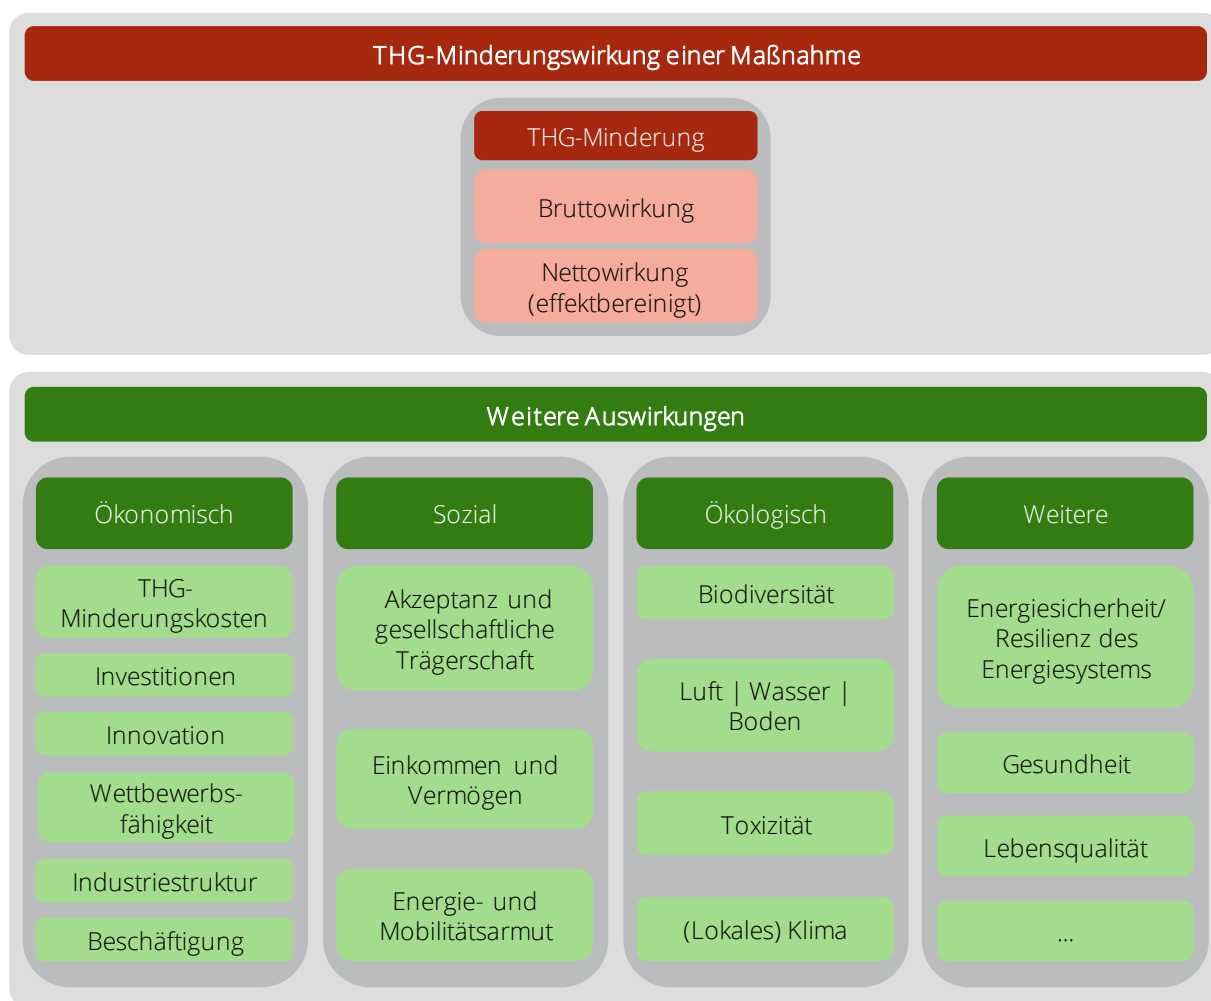 THG-Minderungswirkung einer Maßnahme
THG-Minderung
Bruttowirkung
Nettowirkung
(effektbereinigt)
Weitere Auswirkungen
Ökonomisch
THG-
Minderungskosten
Investitionen
Innovation
Wettbewerbs-
fähigkeit
Industriestruktur
Beschäftigung
Sozial
Akzeptanz und
gesellschaftliche
Trägerschaft
Einkommen und
Vermögen
Energie- und
Mobilitätsarmut
Ökologisch
Biodiversität
Luft | Wasser |
Boden
Toxizität
(Lokales) Klima
Weitere
Energiesicherheit/
Resilienz des
Energiesystems
Gesundheit
Lebensqualität
...